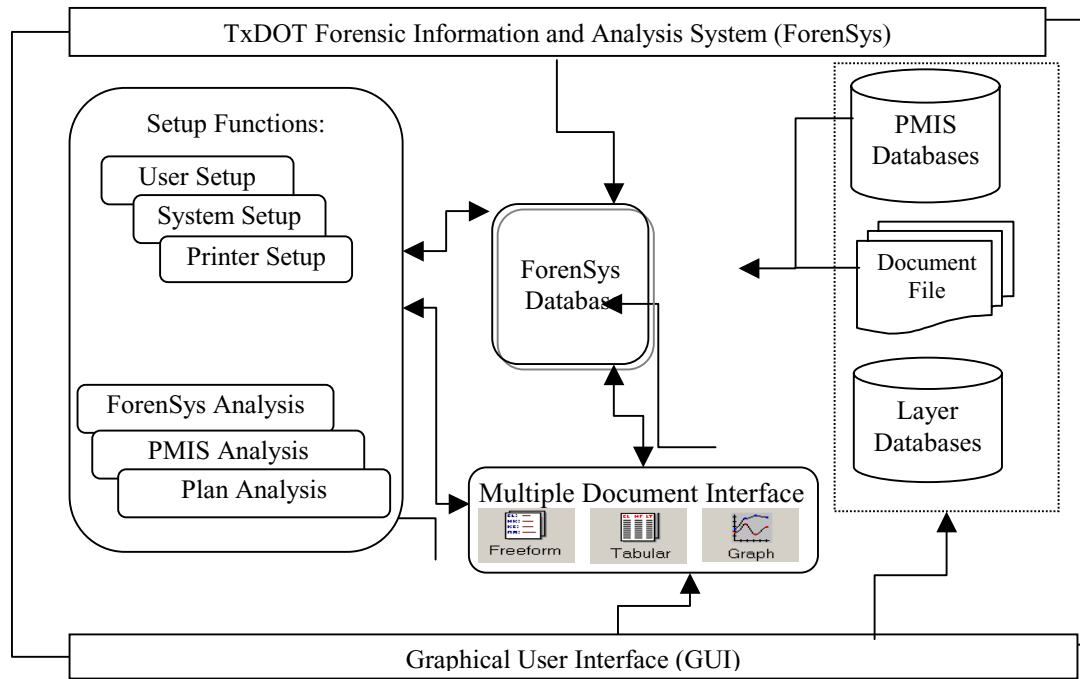 TxDOT Forensic Information and Analysis System (ForenSys)
Setup Functions:
User Setup
System Setup
Printer Setup
ForenSys Analysis
PMIS Analysis
Plan Analysis
ForenSys
Database
PMIS
Databases
Document
File
Layer
Databases
Multiple Document Interface
Freeform
Tabular
Graph
Graphical User Interface (GUI)